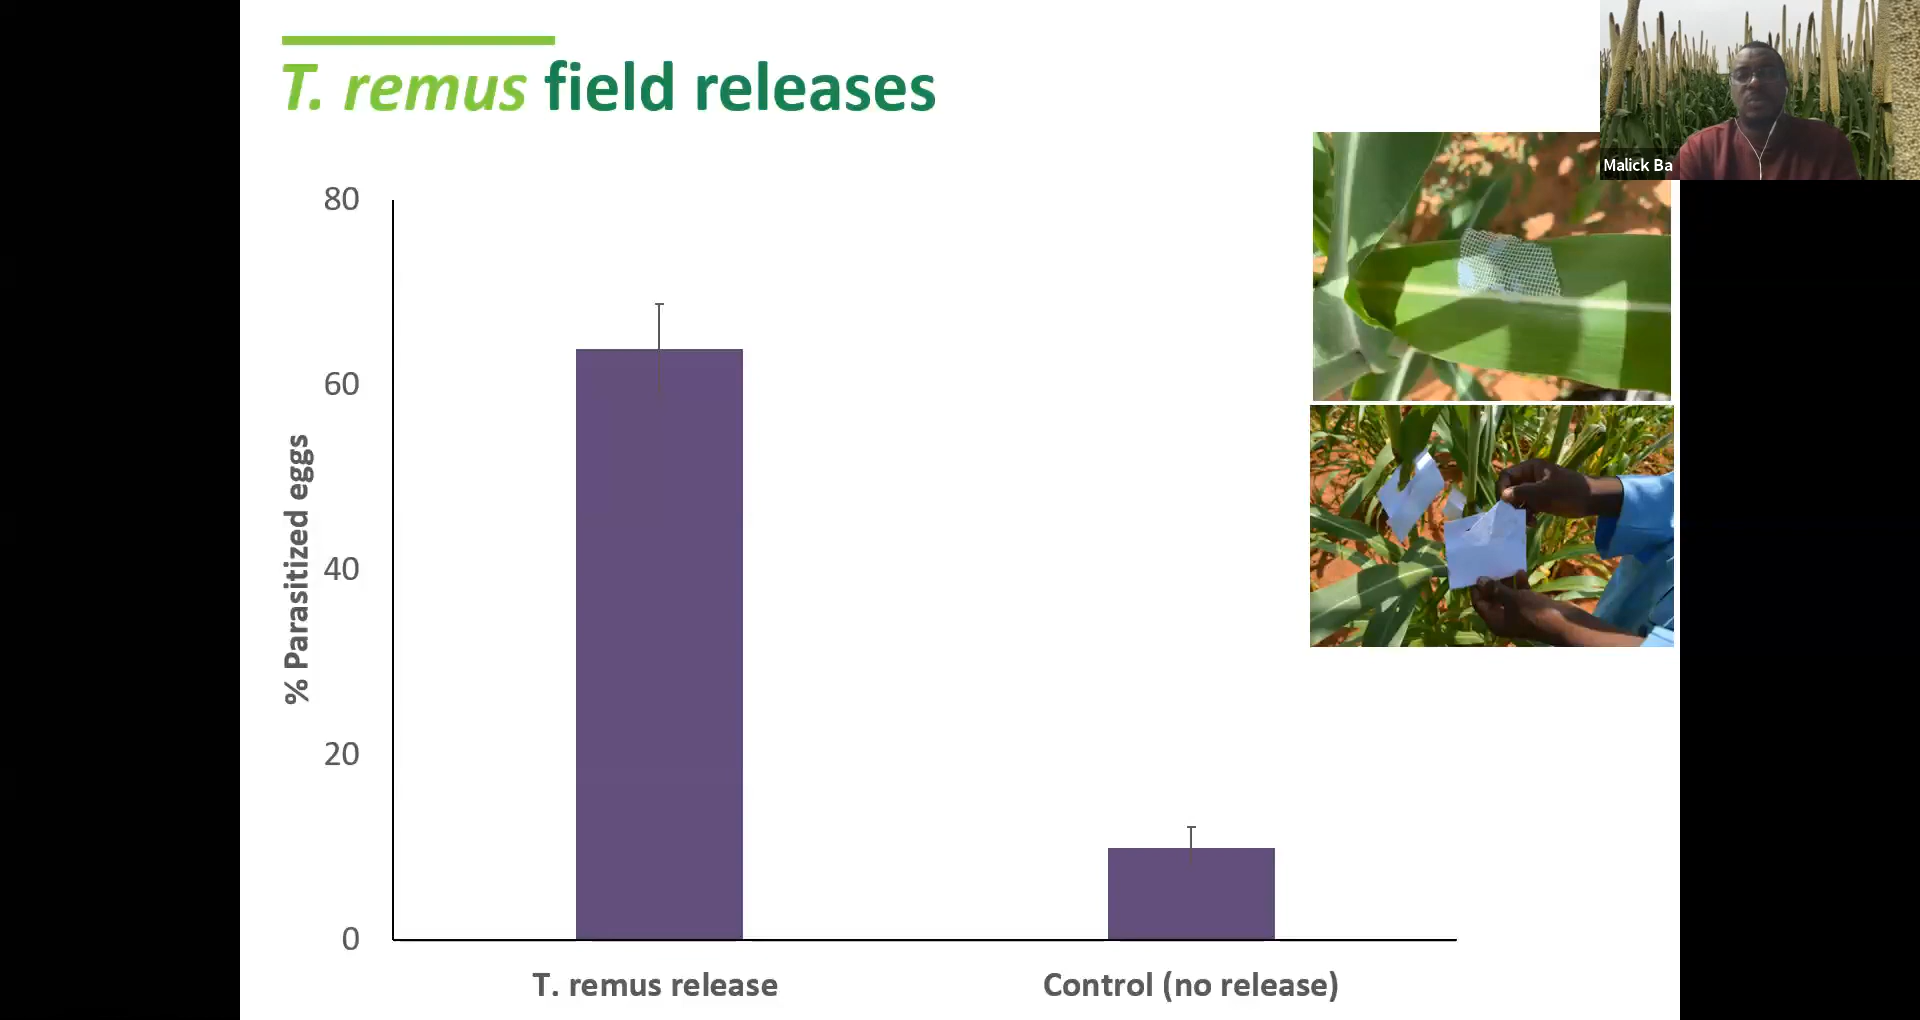 T. remus field releases
Malick Ba
80
60
40
20
0
% Parasitized eggs
T. remus release
Control (no release)